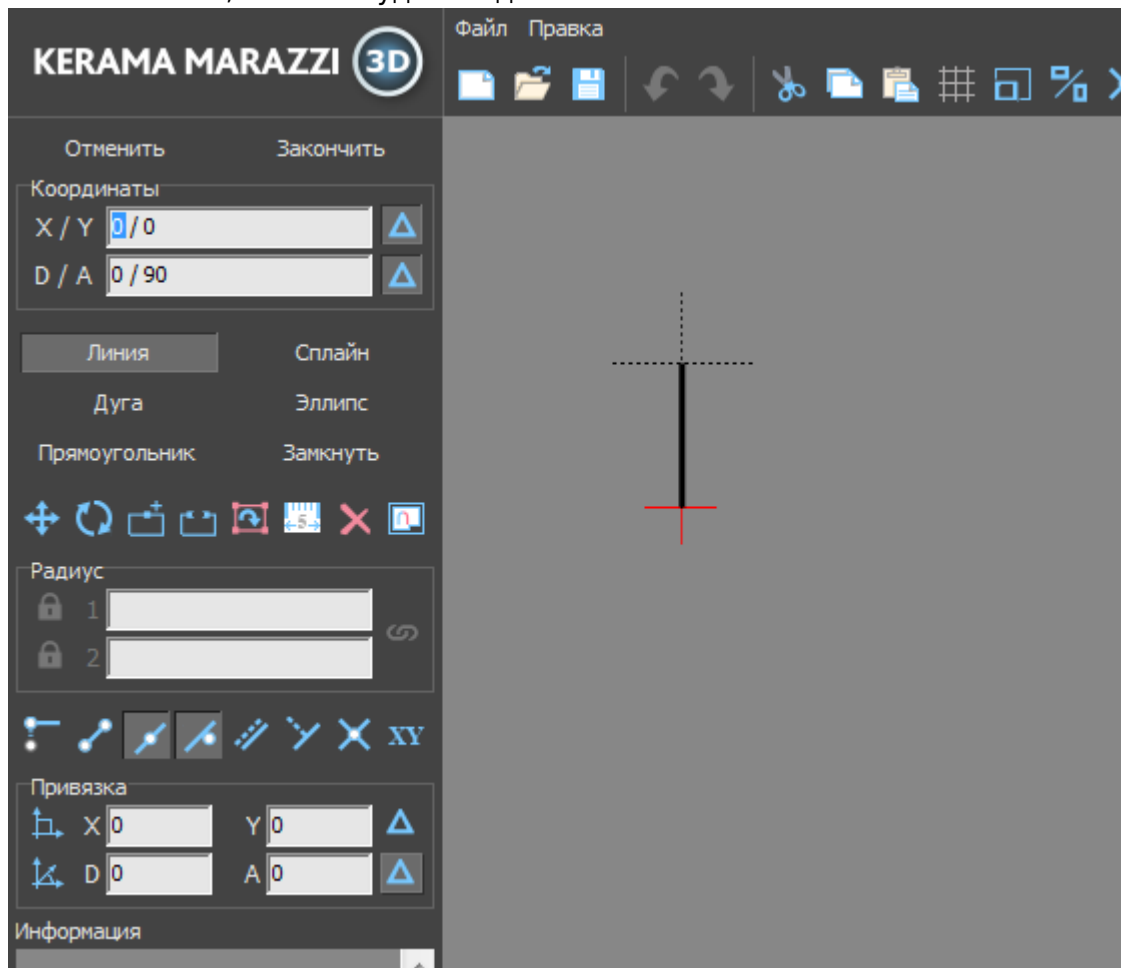 KERAMA MARAZZI 3D
Файл Правка
Отменить Закончить
Координаты
X / Y 0 / 0
D / A 0 / 90
Линия Сплайн
Дуга Эллипс
Прямоугольник Замкнуть
5
Радиус
1
2
XY
Привязка
X 0 Y 0
D 0 A 0
Информация